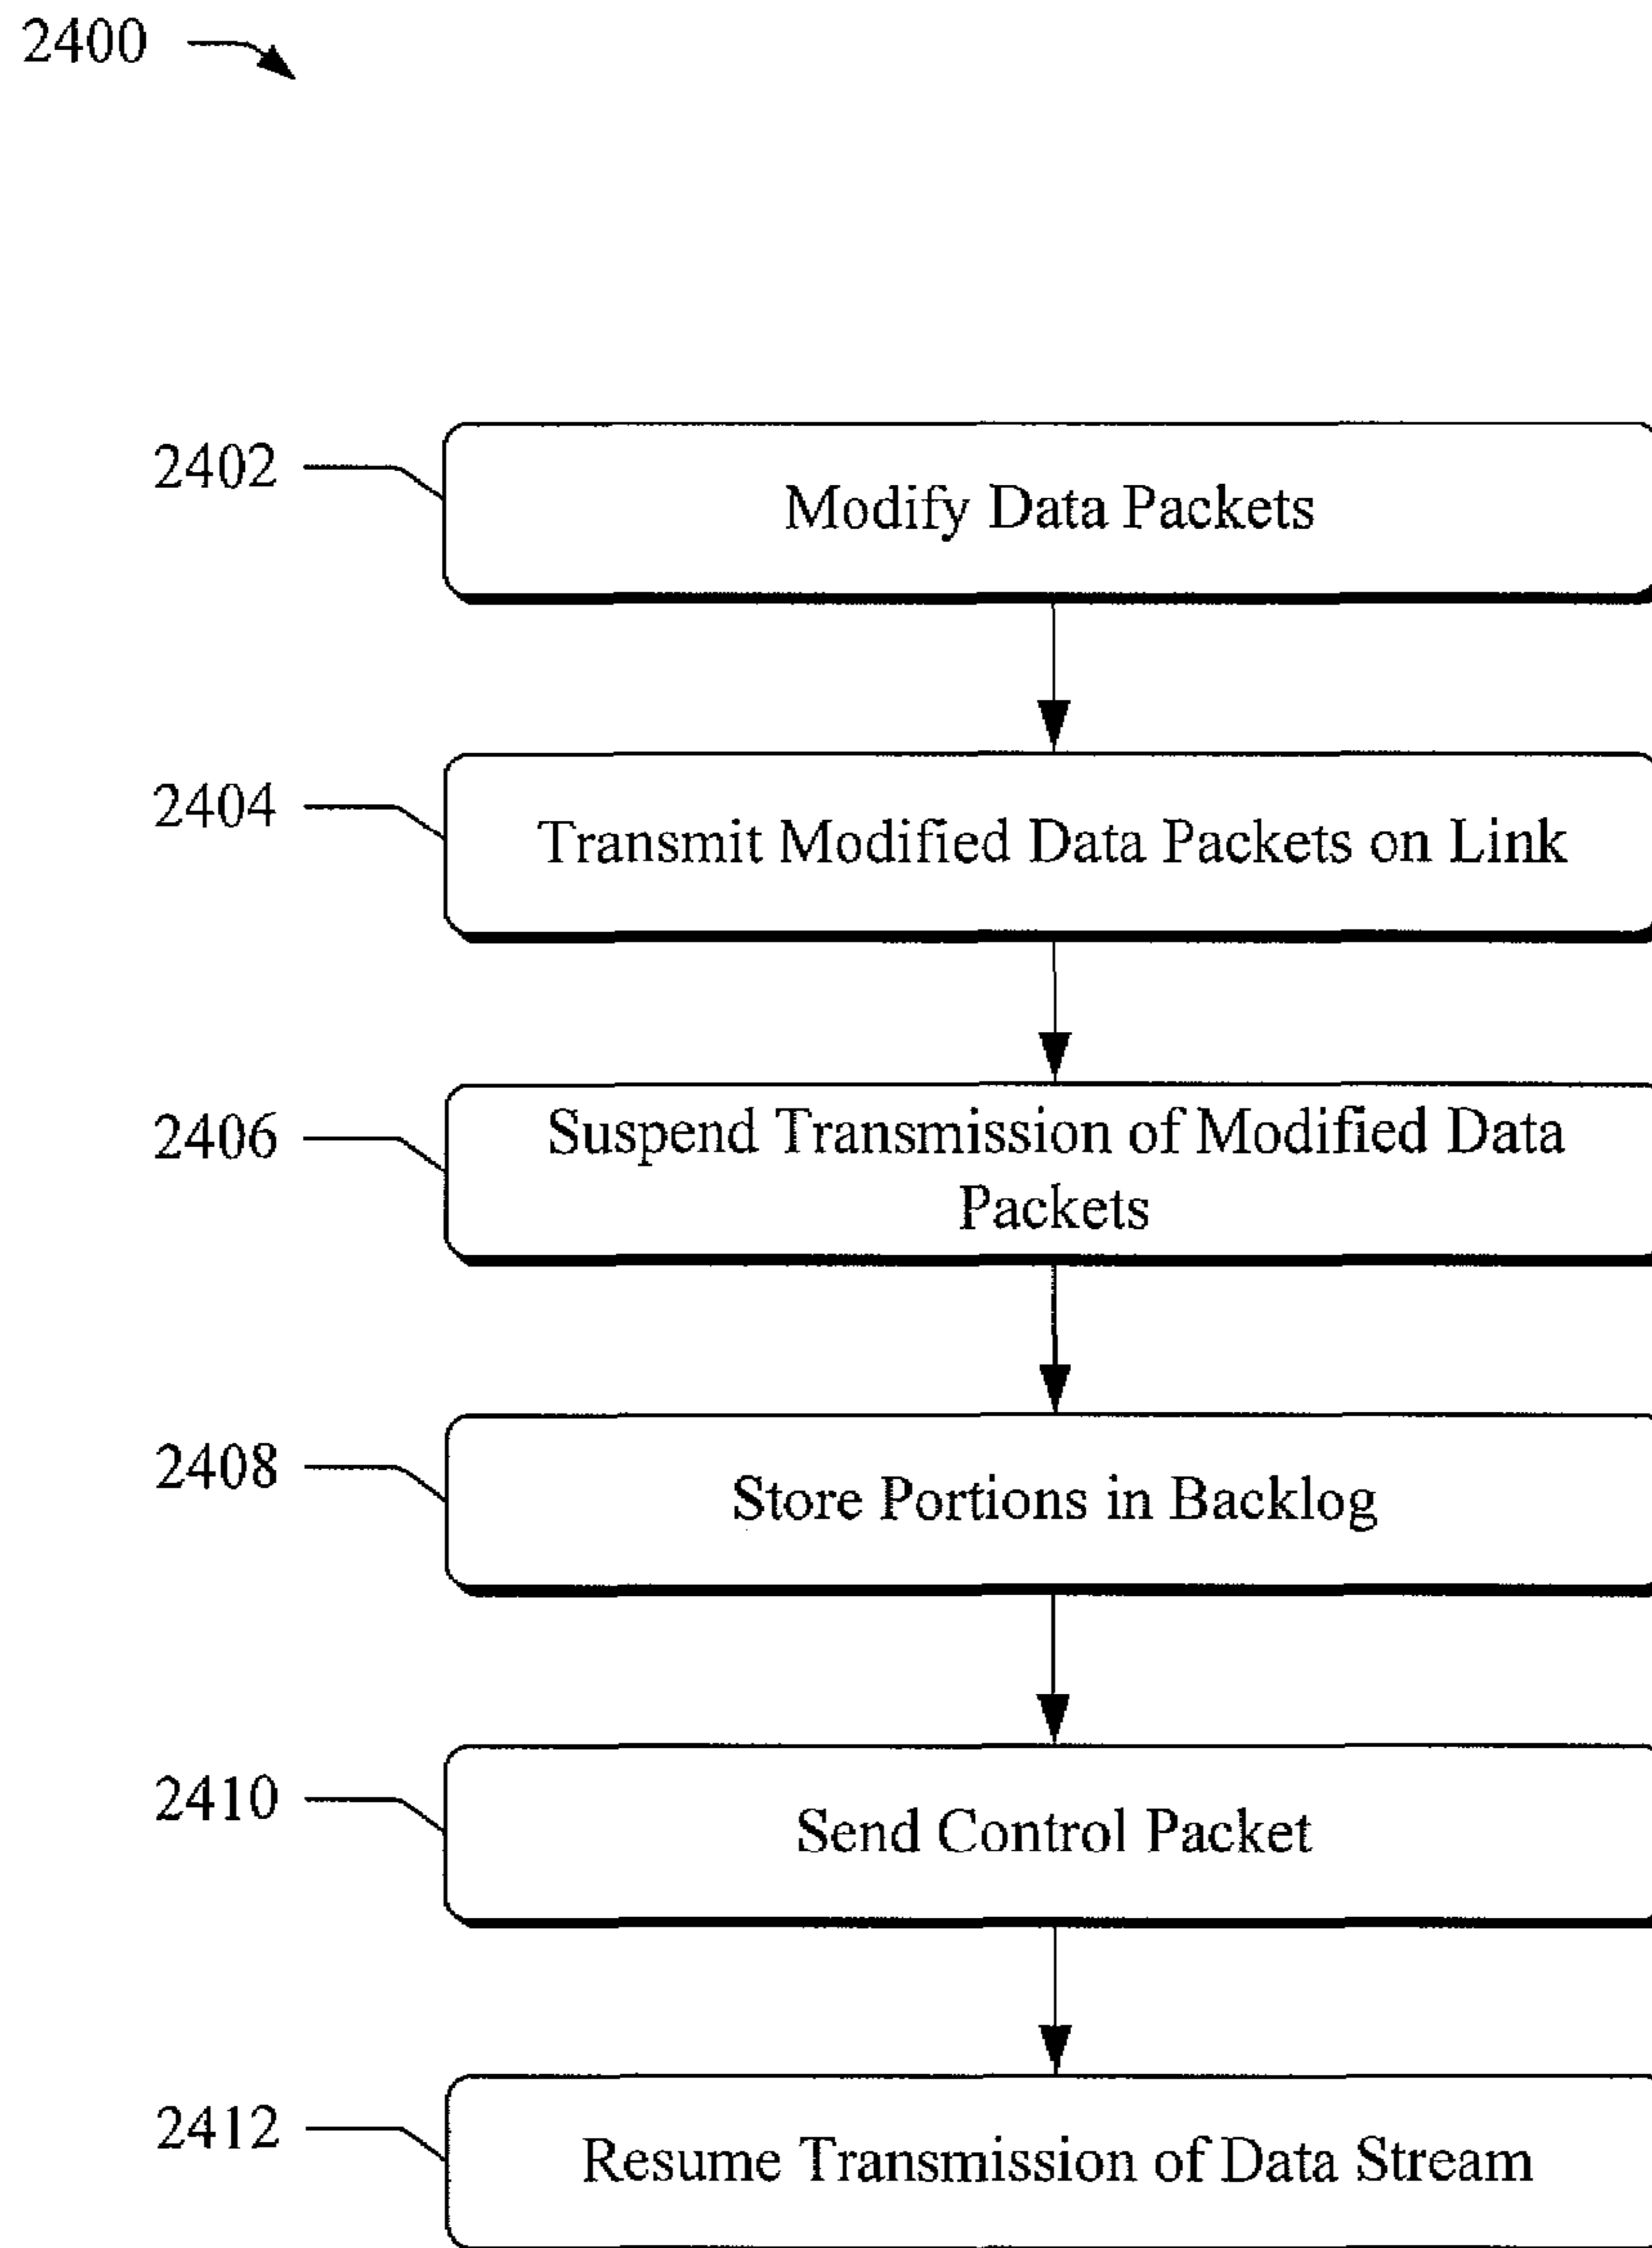 2400
2402
Modify Data Packets
2404
Transmit Modified Data Packets on Link
2406
Suspend Transmission of Modified Data
Packets
2408
Store Portions in Backlog
2410
Send Control Packet
2412
Resume Transmission of Data Stream